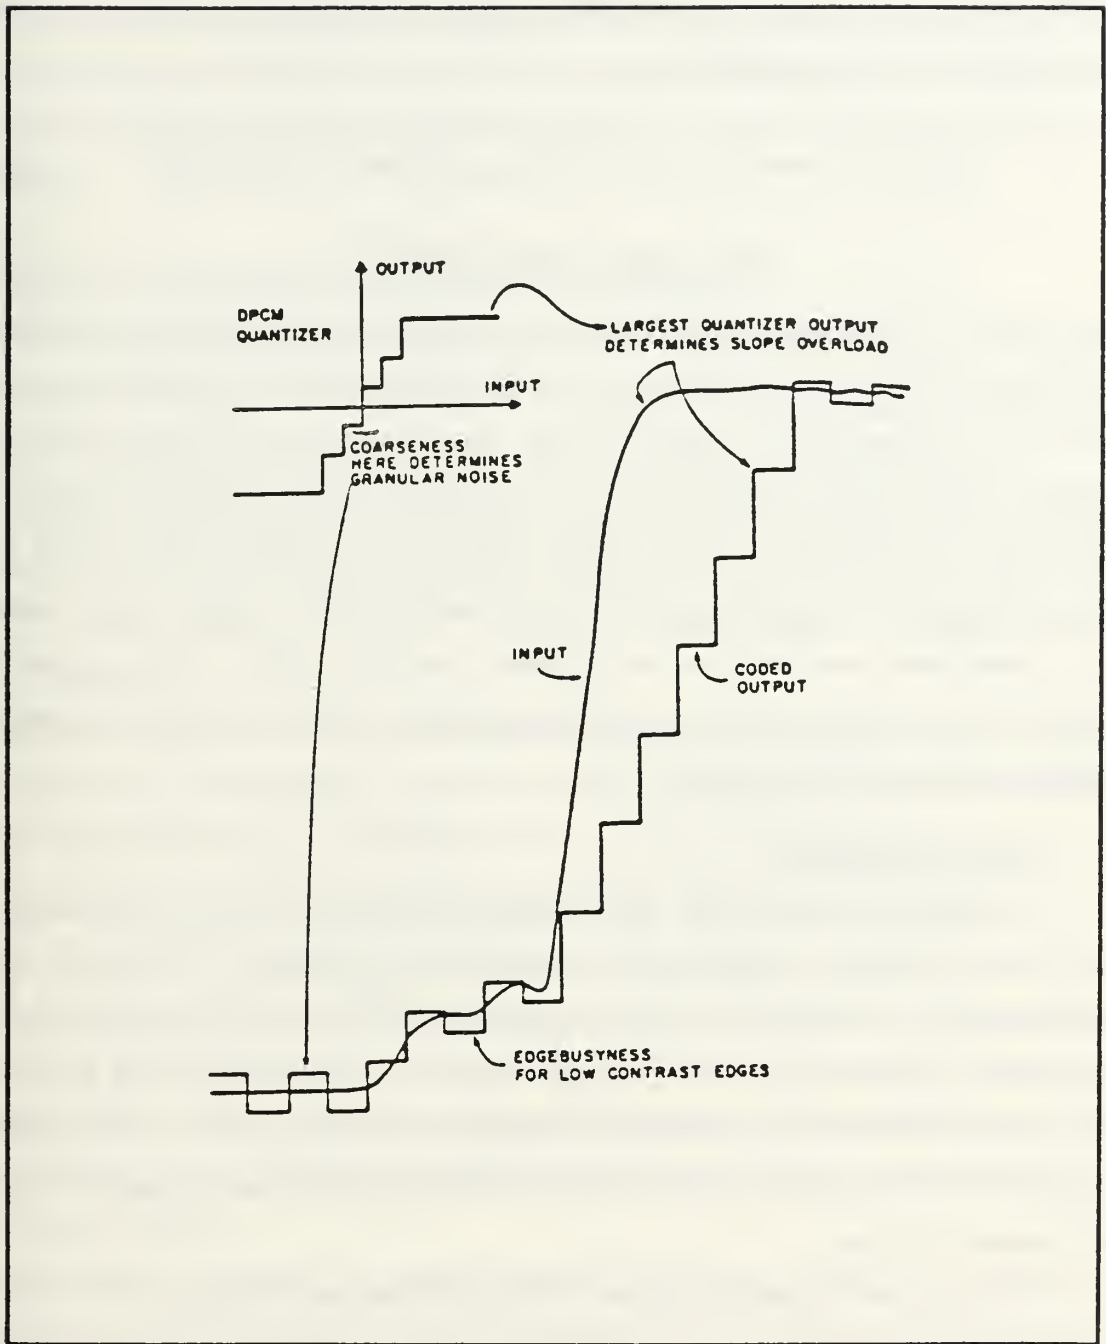 OUTPUT
DPCM
QUANTIZER
LARGEST QUANTIZER OUTPUT
DETERMINES SLOPE OVERLOAD
INPUT
COARSENESS
HERE DETERMINES
GRANULAR NOISE
INPUT
CODED
OUTPUT
EDGEBUSYNESS
FOR LOW CONTRAST EDGES